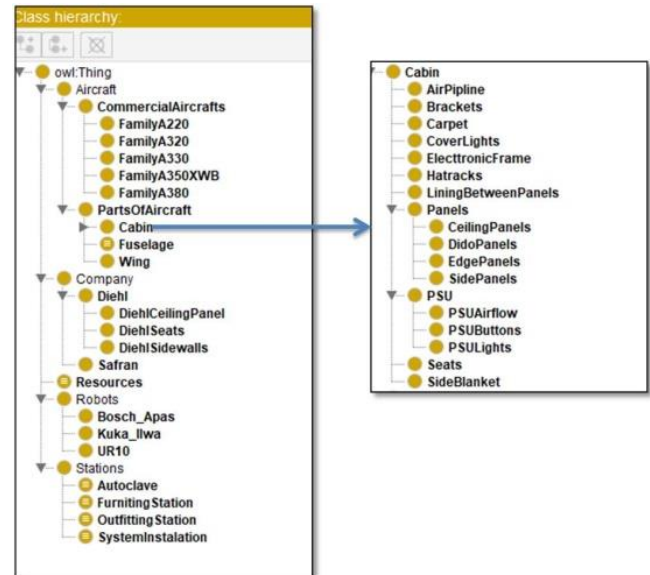 Class hierarchy:
owl:Thing
Aircraft
CommercialAircrafts
FamilyA220
FamilyA320
FamilyA330
FamilyA350XWB
FamilyA380
PartsOfAircraft
Cabin
Fuselage
Wing
Company
Diehl
DiehlCeilingPanel
DiehlSeats
DiehlSidewalls
Safran
Resources
Robots
Bosch_Apas
Kuka_Ilwa
UR10
Stations
Autoclave
FurnitingStation
OutfittingStation
SystemInstalation
Cabin
AirPipline
Brackets
Carpet
CoverLights
ElecttronicFrame
Hatracks
LiningBetweenPanels
Panels
CeilingPanels
DidoPanels
EdgePanels
SidePanels
PSU
PSUAirflow
PSUButtons
PSULights
Seats
SideBlanket